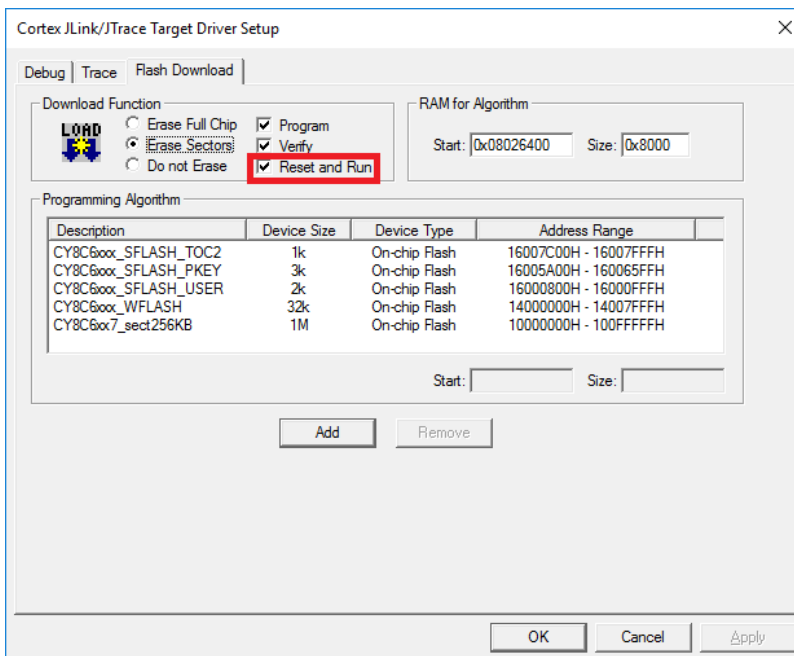 Cortex JLink/JTrace Target Driver Setup
Debug Trace Flash Download
Download Function
LOAD
Erase Full Chip
Erase Sectors
Do not Erase
Program
Verify
Reset and Run
RAM for Algorithm
Start: 0x08026400 Size: 0x8000
Programming Algorithm
Description Device Size Device Type Address Range
CY8C6xxx_SFLASH_TOC2 1k On-chip Flash 16007C00H - 16007FFFH
CY8C6xxx_SFLASH_PKEY 3k On-chip Flash 16005A00H - 160065FFH
CY8C6xxx_SFLASH_USER 2k On-chip Flash 16000800H - 16000FFFH
CY8C6xxx_WFLASH 32k On-chip Flash 14000000H - 14007FFFH
CY8C6xx7_sect256KB 1M On-chip Flash 10000000H - 100FFFFFH
Start: Size:
Add Remove
OK Cancel Apply